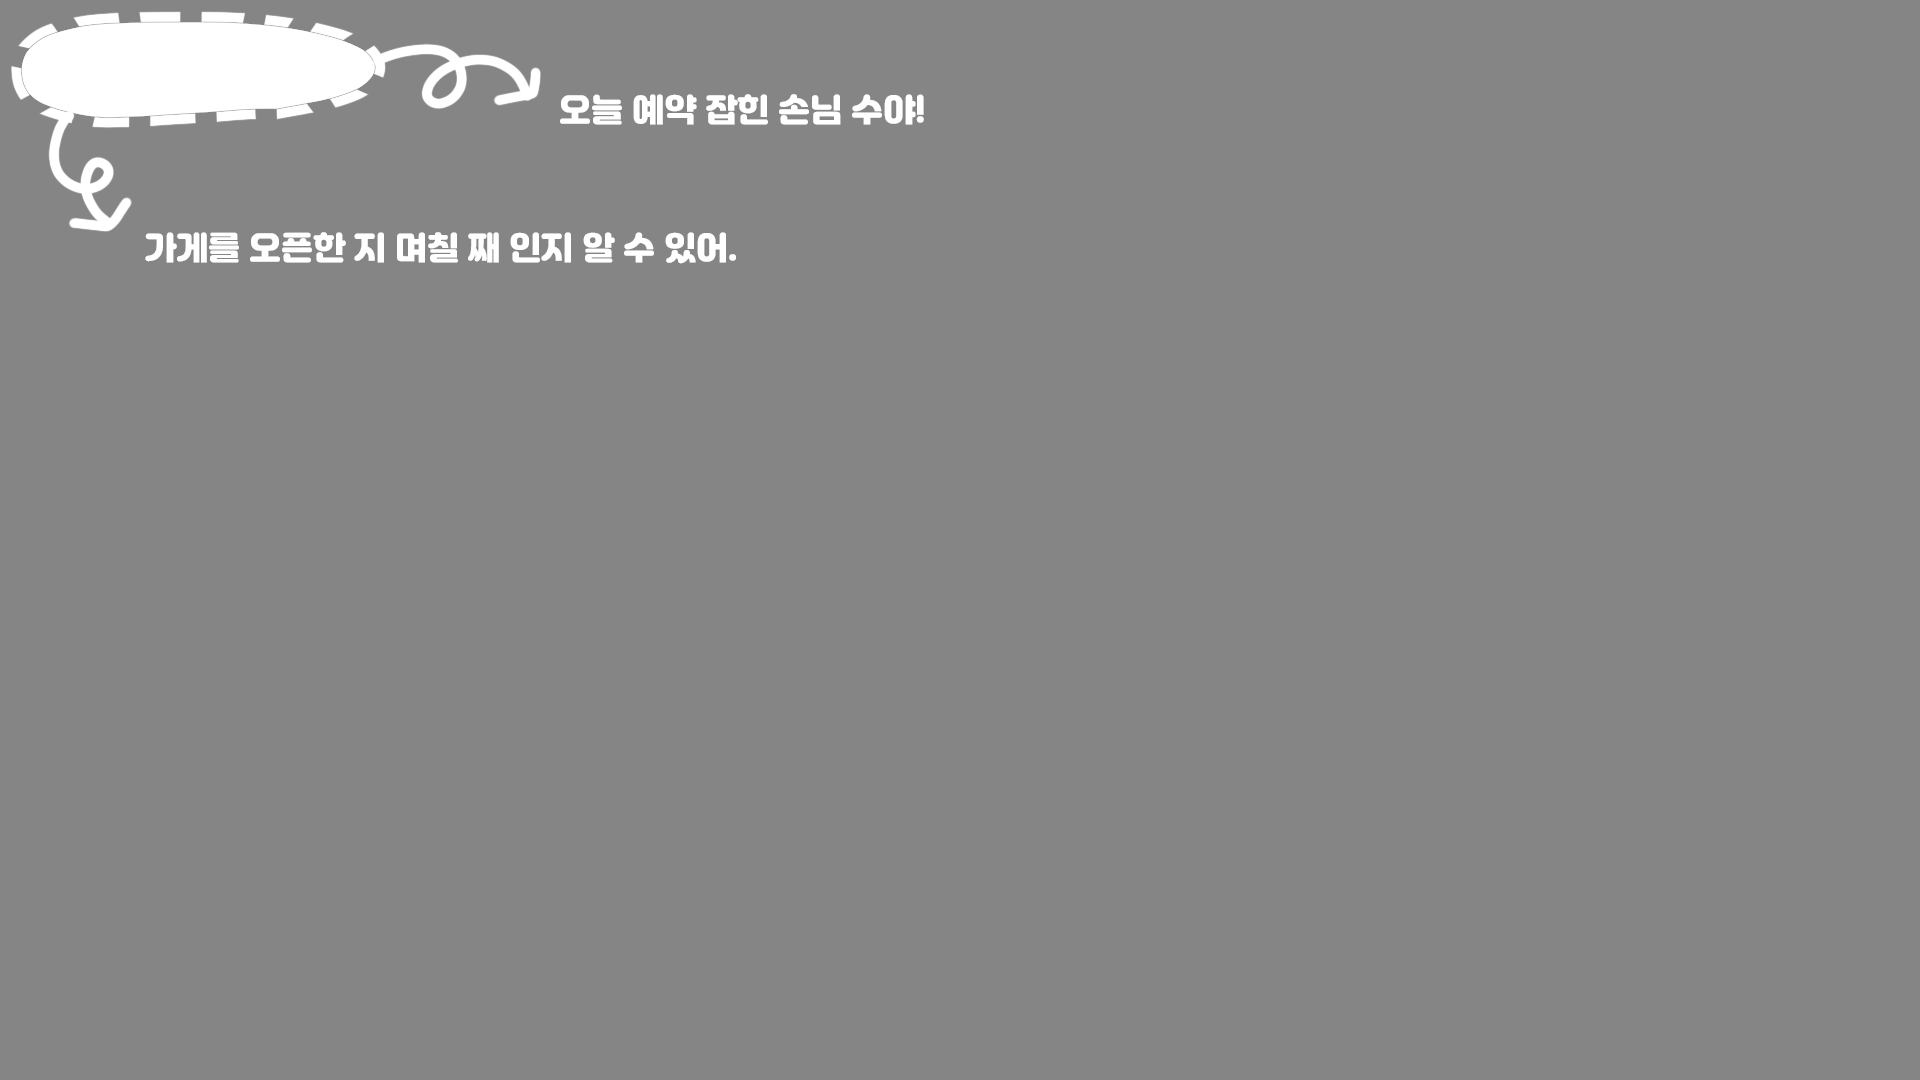 오늘 예약 잡힌 손님 수야!
가게를 오픈한 지 며칠 째 인지 알 수 있어.